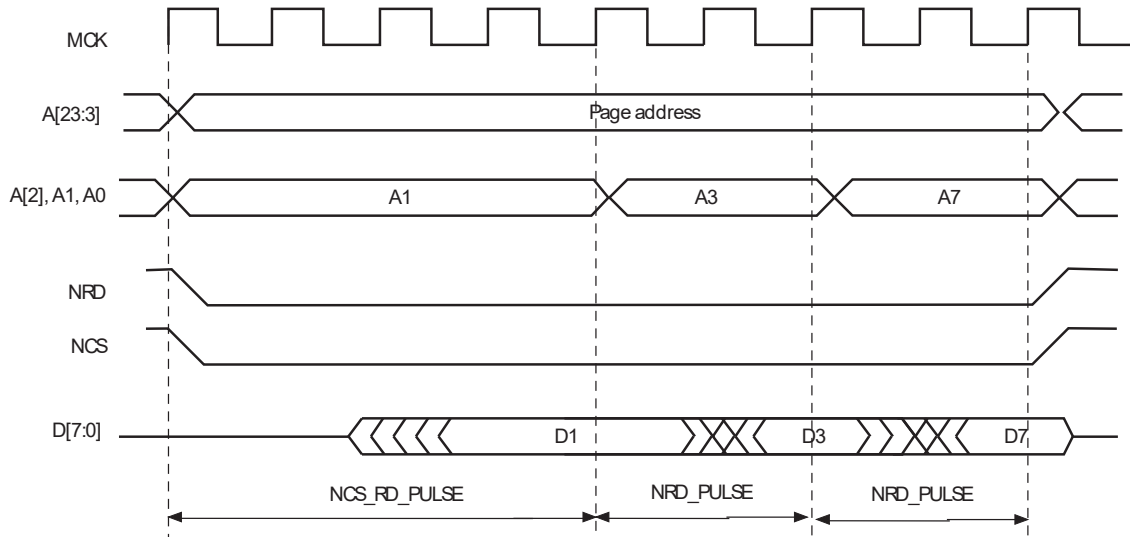 MCK
A[23:3]
Page address
A[2], A1, A0
A1
A3
A7
NRD
NCS
D[7:0]
D1
D3
D7
NCS_RD_PULSE
NRD_PULSE
NRD_PULSE